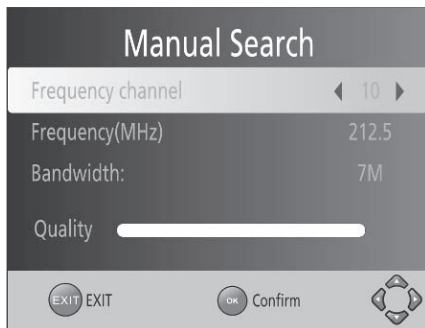 Manual Search
Frequency channel 10
Frequency(MHz) 212.5
Bandwidth: 7M
Quality
EXIT EXIT OK Confirm